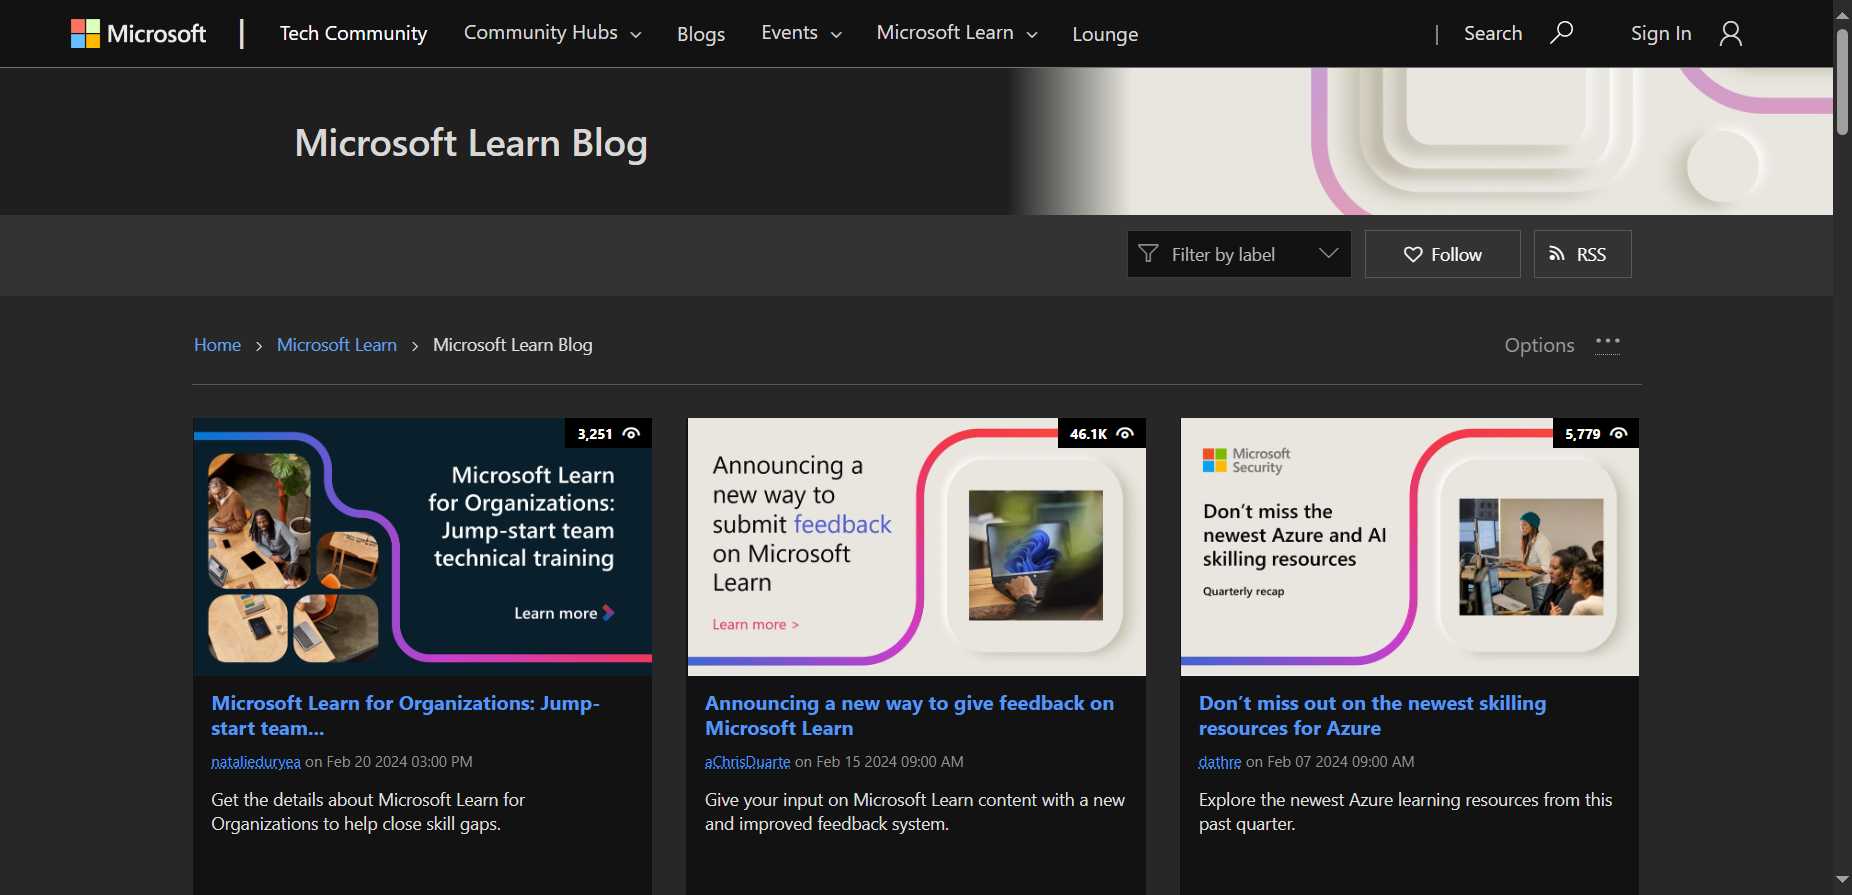 Microsoft | Tech Community Community Hubs Blogs Events Microsoft Learn Lounge | Search Sign In
Microsoft Learn Blog
Filter by label Follow RSS
Home > Microsoft Learn > Microsoft Learn Blog Options ...
3,251
Microsoft Learn
for Organizations:
Jump-start team
technical training
Learn more
Microsoft Learn for Organizations: Jump-
start team...
natalieduryea on Feb 20 2024 03:00 PM
Get the details about Microsoft Learn for
Organizations to help close skill gaps.
46.1K
Announcing a
new way to
submit feedback
on Microsoft
Learn
Learn more >
Announcing a new way to give feedback on
Microsoft Learn
aChrisDuarte on Feb 15 2024 09:00 AM
Give your input on Microsoft Learn content with a new
and improved feedback system.
5,779
Microsoft
Security
Don’t miss the
newest Azure and AI
skilling resources
Quarterly recap
Don’t miss out on the newest skilling
resources for Azure
dathre on Feb 07 2024 09:00 AM
Explore the newest Azure learning resources from this
past quarter.